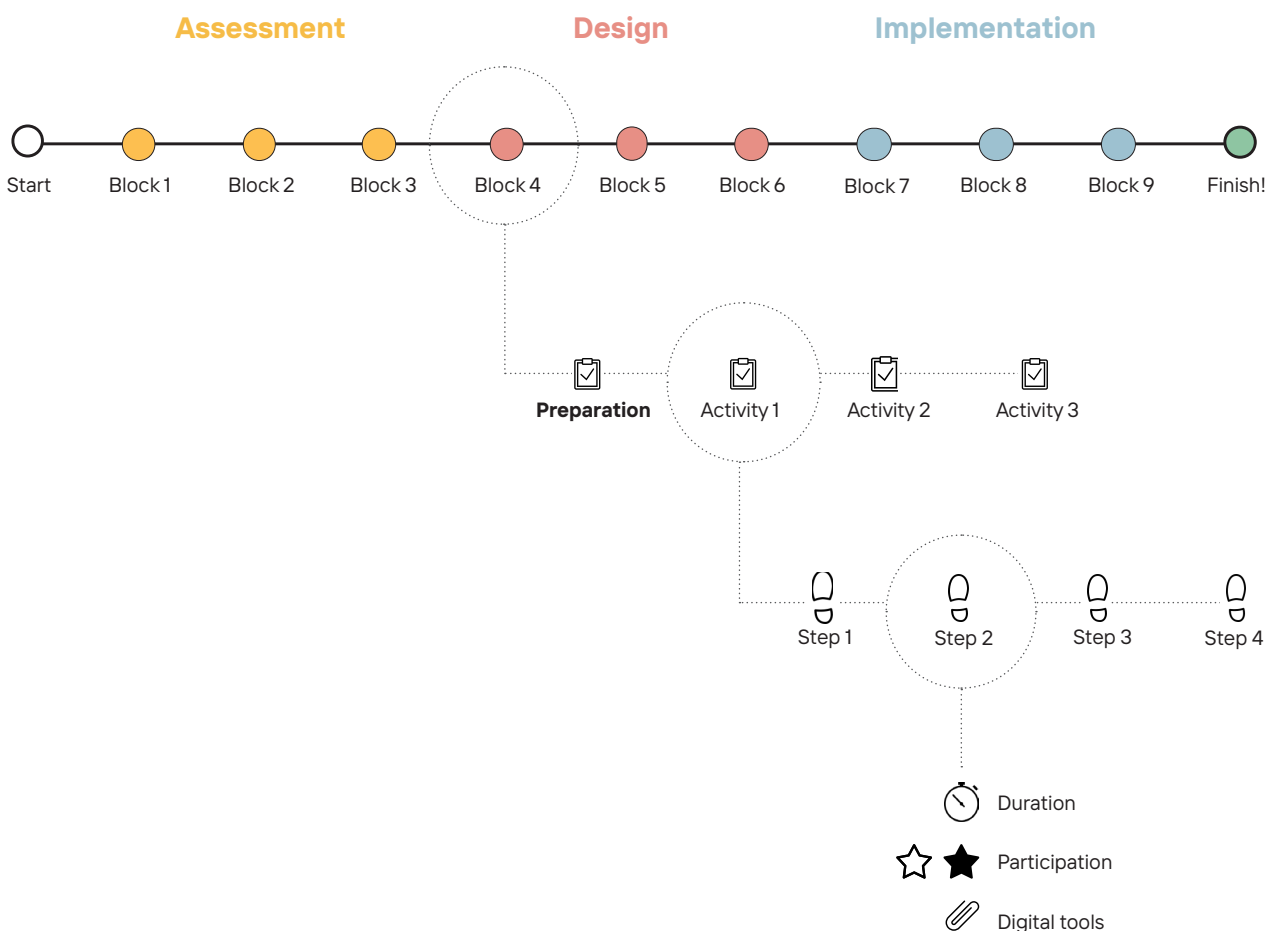 Assessment Design Implementation
Start Block 1 Block 2 Block 3 Block 4 Block 5 Block 6 Block 7 Block 8 Block 9 Finish!
Preparation Activity 1 Activity 2 Activity 3
Step 1 Step 2 Step 3 Step 4
Duration
Participation
Digital tools